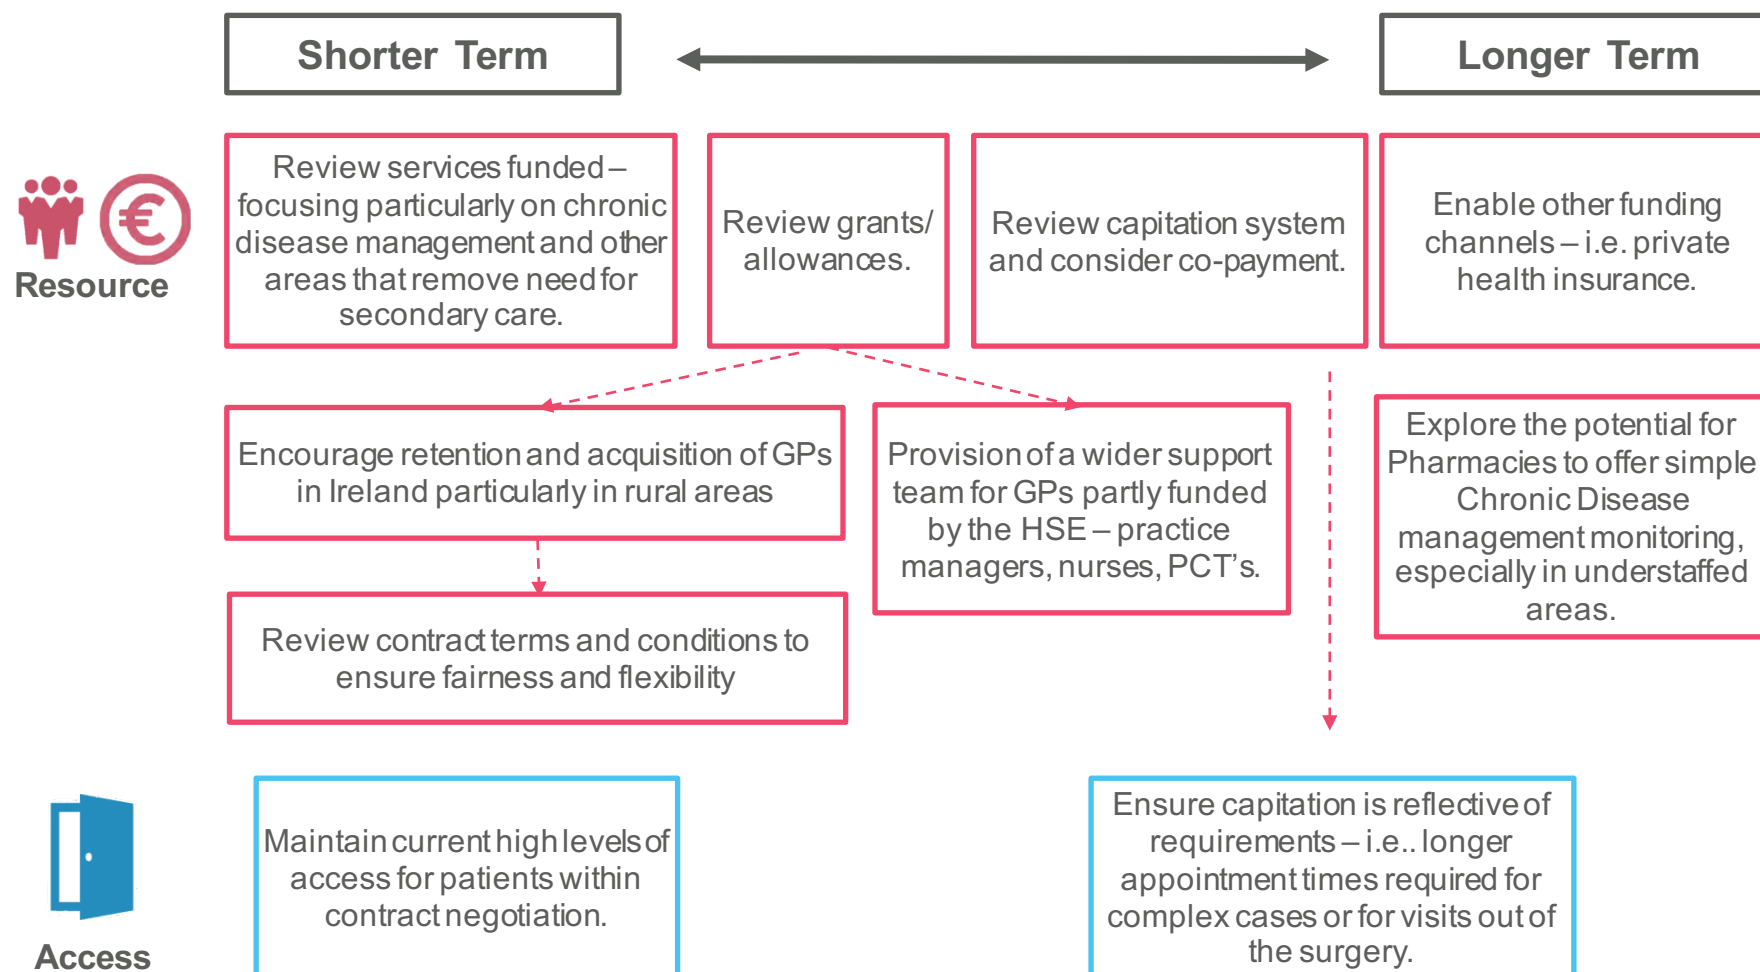 Shorter Term
Longer Term
Resource
Review services funded –
focusing particularly on chronic
disease management and other
areas that remove need for
secondary care.
Review grants/
allowances.
Review capitation system
and consider co-payment.
Enable other funding
channels – i.e. private
health insurance.
Encourage retention and acquisition of GPs
in Ireland particularly in rural areas
Provision of a wider support
team for GPs partly funded
by the HSE – practice
managers, nurses, PCT’s.
Explore the potential for
Pharmacies to offer simple
Chronic Disease
management monitoring,
especially in understaffed
areas.
Review contract terms and conditions to
ensure fairness and flexibility
Access
Maintain current high levels of
access for patients within
contract negotiation.
Ensure capitation is reflective of
requirements – i.e.. longer
appointment times required for
complex cases or for visits out of
the surgery.